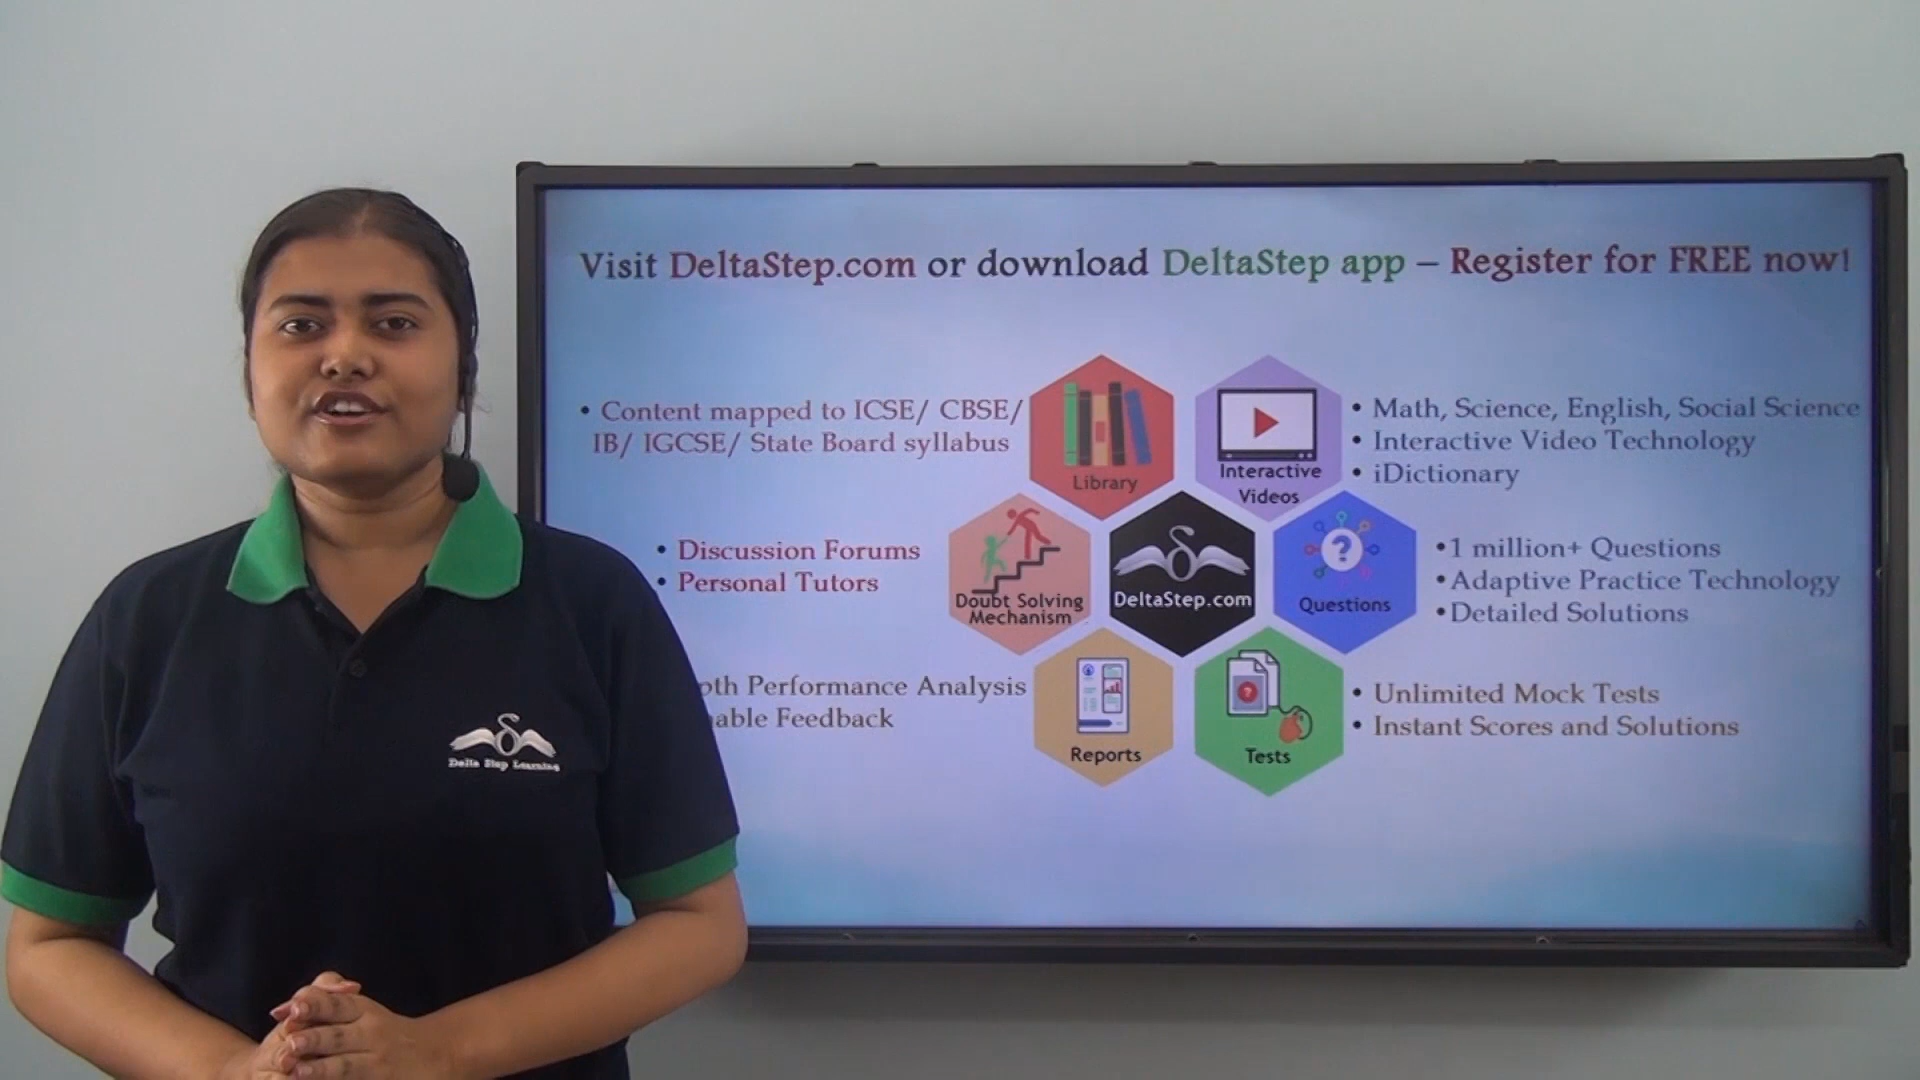 Visit DeltaStep.com or download DeltaStep app – Register for FREE now!
• Content mapped to ICSE/ CBSE/
IB/ IGCSE/ State Board syllabus
Library
Interactive
Videos
• Math, Science, English, Social Science
• Interactive Video Technology
• iDictionary
• Discussion Forums
• Personal Tutors
Doubt Solving
Mechanism
DeltaStep.com
Questions
•1 million+ Questions
•Adaptive Practice Technology
•Detailed Solutions
Performance Analysis
Feedback
Reports
Tests
• Unlimited Mock Tests
• Instant Scores and Solutions
Delta Step Learning